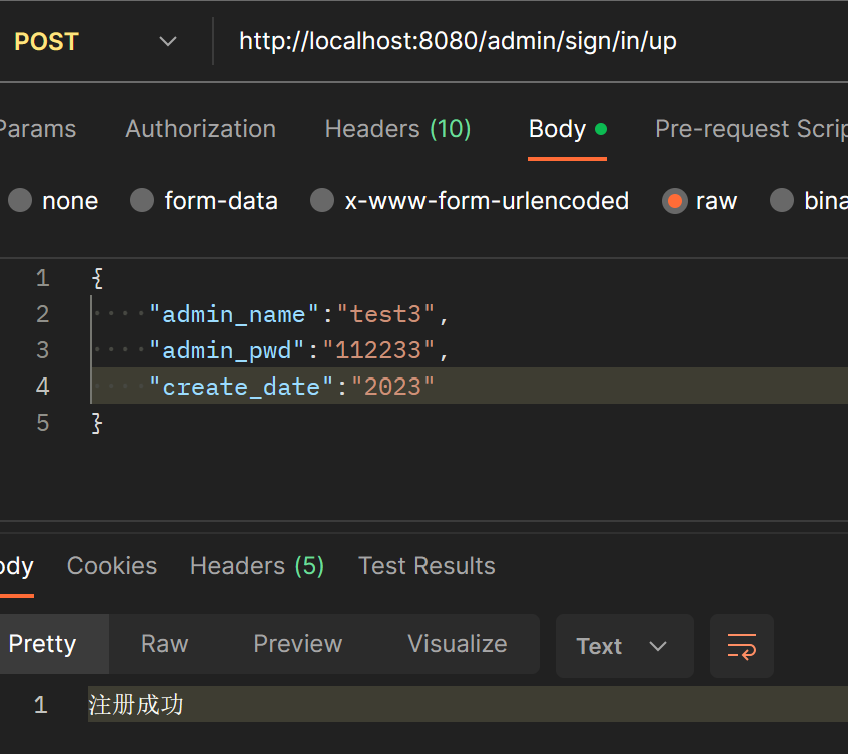 POST http://localhost:8080/admin/sign/in/up
Params Authorization Headers (10) Body Pre-request Scrip
none form-data x-www-form-urlencoded raw bina
1 {
2 "admin_name":"test3",
3 "admin_pwd":"112233",
4 "create_date":"2023"
5 }
ody Cookies Headers (5) Test Results
Pretty Raw Preview Visualize Text
1 注册成功